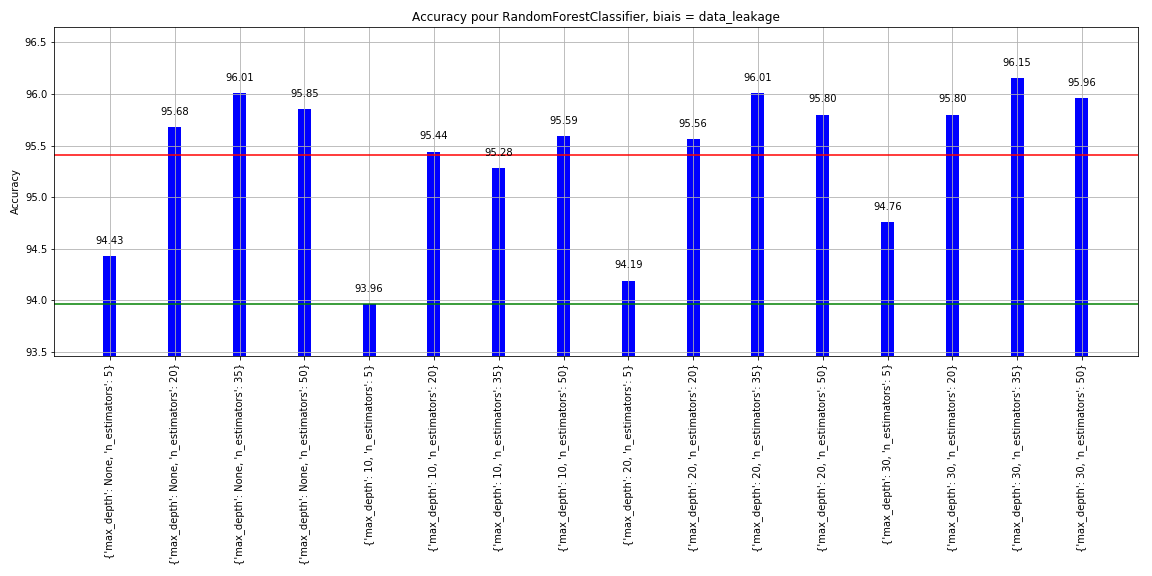 Accuracy pour RandomForestClassifier, biais = data_leakage
Accuracy
96.5
96.0
95.5
95.0
94.5
94.0
93.5
94.43
95.68
96.01
95.85
93.96
95.44
95.28
95.59
94.19
95.56
96.01
95.80
94.76
95.80
96.15
95.96
{'max_depth': None, 'n_estimators': 5}
{'max_depth': None, 'n_estimators': 20}
{'max_depth': None, 'n_estimators': 35}
{'max_depth': None, 'n_estimators': 50}
{'max_depth': 10, 'n_estimators': 5}
{'max_depth': 10, 'n_estimators': 20}
{'max_depth': 10, 'n_estimators': 35}
{'max_depth': 10, 'n_estimators': 50}
{'max_depth': 20, 'n_estimators': 5}
{'max_depth': 20, 'n_estimators': 20}
{'max_depth': 20, 'n_estimators': 35}
{'max_depth': 20, 'n_estimators': 50}
{'max_depth': 30, 'n_estimators': 5}
{'max_depth': 30, 'n_estimators': 20}
{'max_depth': 30, 'n_estimators': 35}
{'max_depth': 30, 'n_estimators': 50}